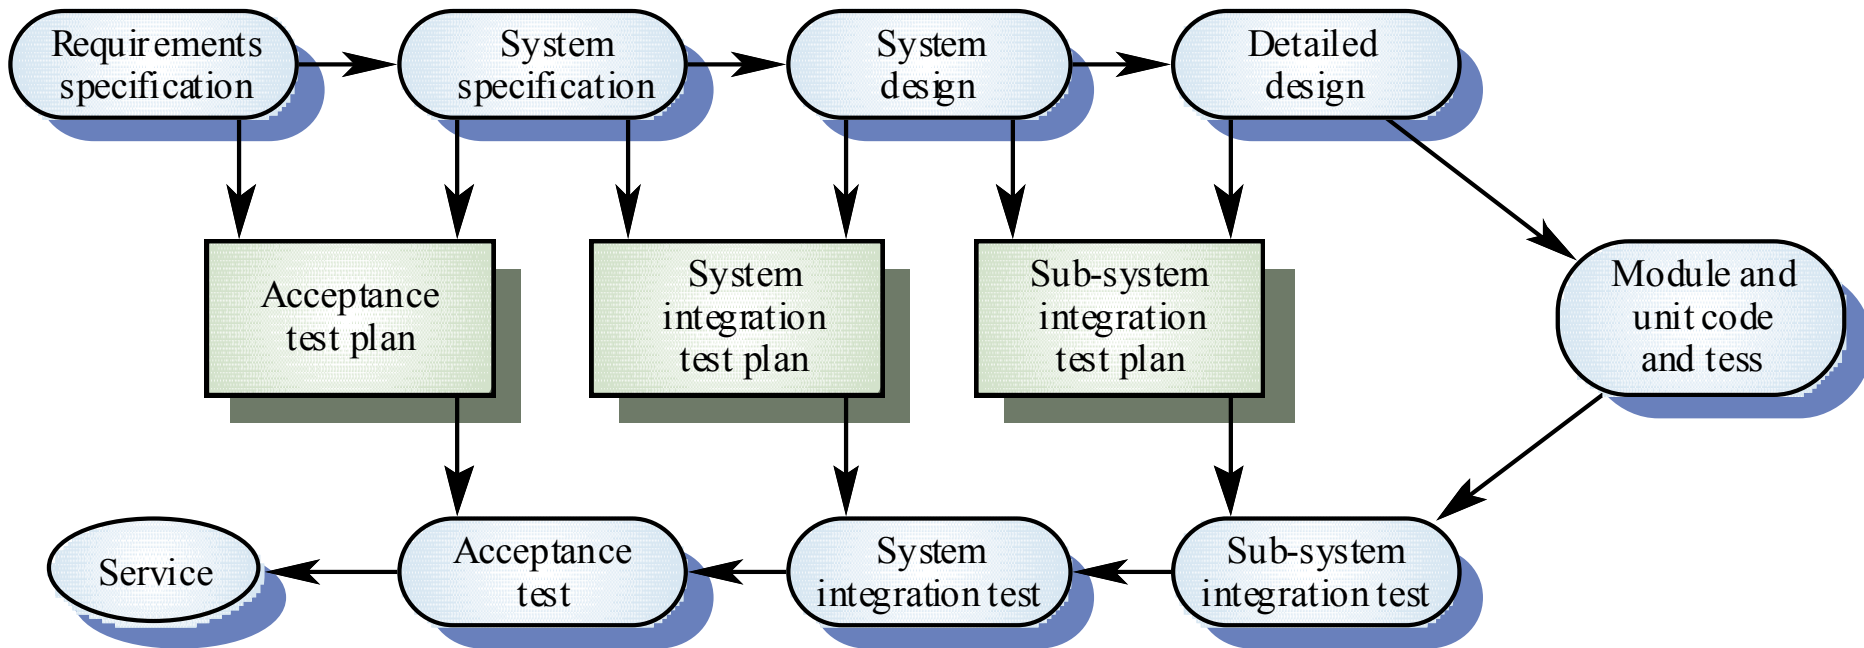 Requirements
specification
System
specification
System
design
Detailed
design
Acceptance
test plan
System
integration
test plan
Sub-system
integration
test plan
Module and
unit code
and tess
Service
Acceptance
test
System
integration test
Sub-system
integration test